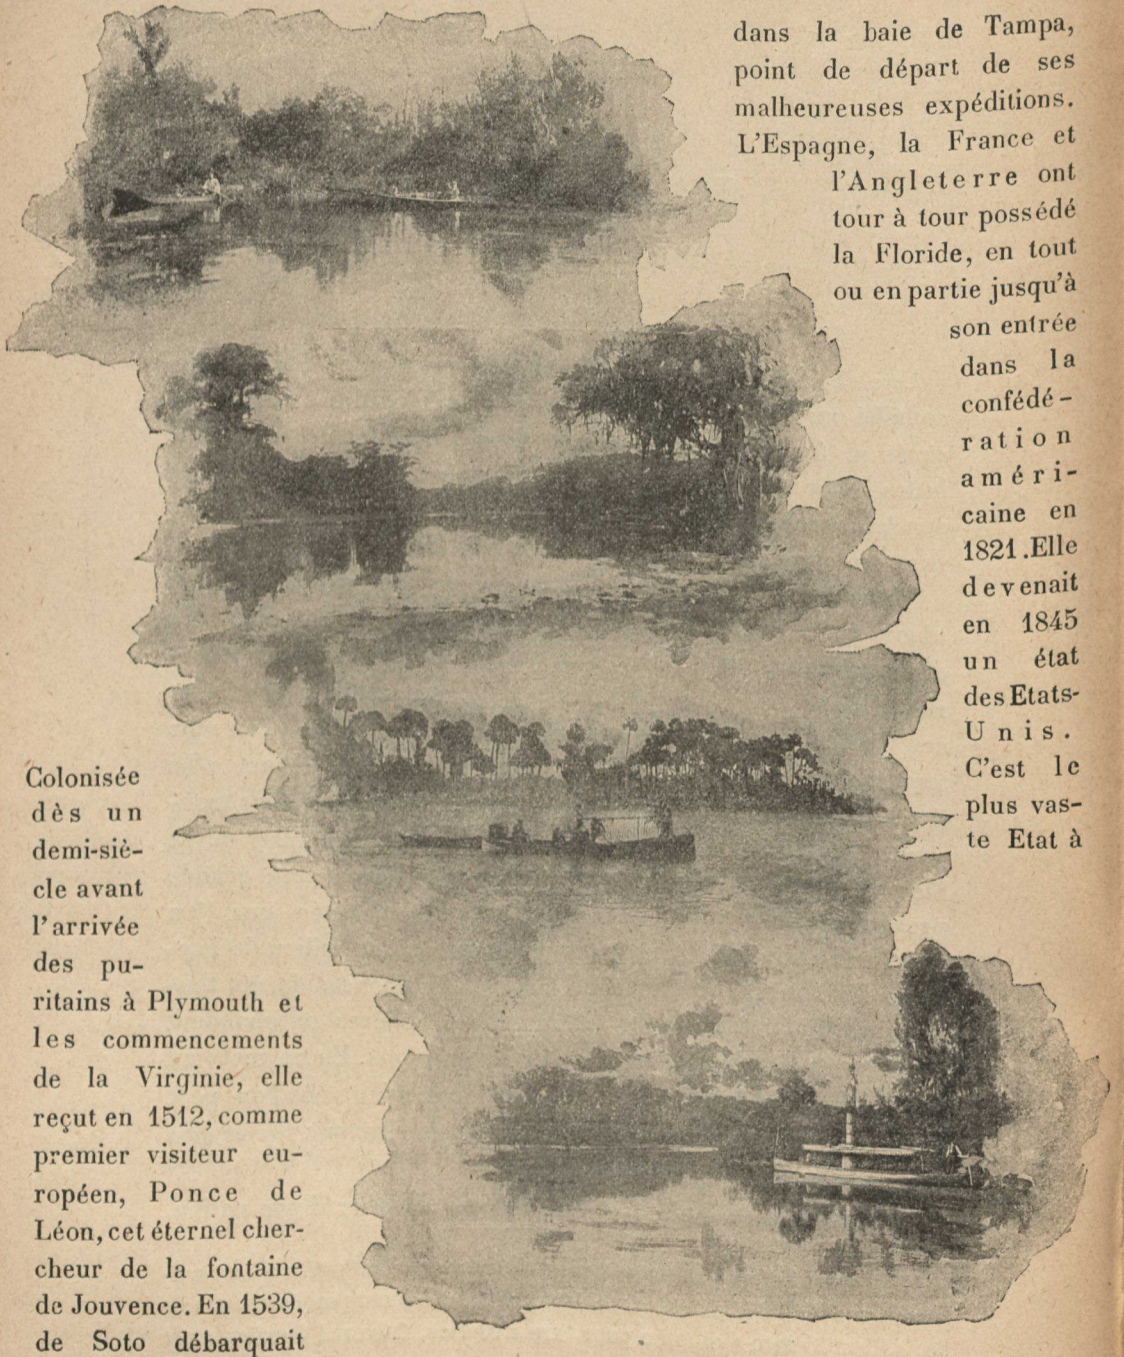 Colonisée
dès un
demi-siè-
cle avant
l'arrivée
des pu-
ritains à Plymouth et
les commencements
de la Virginie, elle
reçut en 1512, comme
premier visiteur eu-
ropéen, Ponce de
Léon, cet éternel cher-
cheur de la fontaine
de Jouvence. En 1539,
de Soto débarquait
dans la baie de Tampa,
point de départ de ses
malheureuses expéditions.
L'Espagne, la France et
l'Angleterre ont
tour à tour possédé
la Floride, en tout
ou en partie jusqu'à
son entrée
dans la
confédé-
ration
améri-
caine en
1821. Elle
devenait
en 1845
un état
des Etats-
Unis.
C'est le
plus vas-
te Etat à